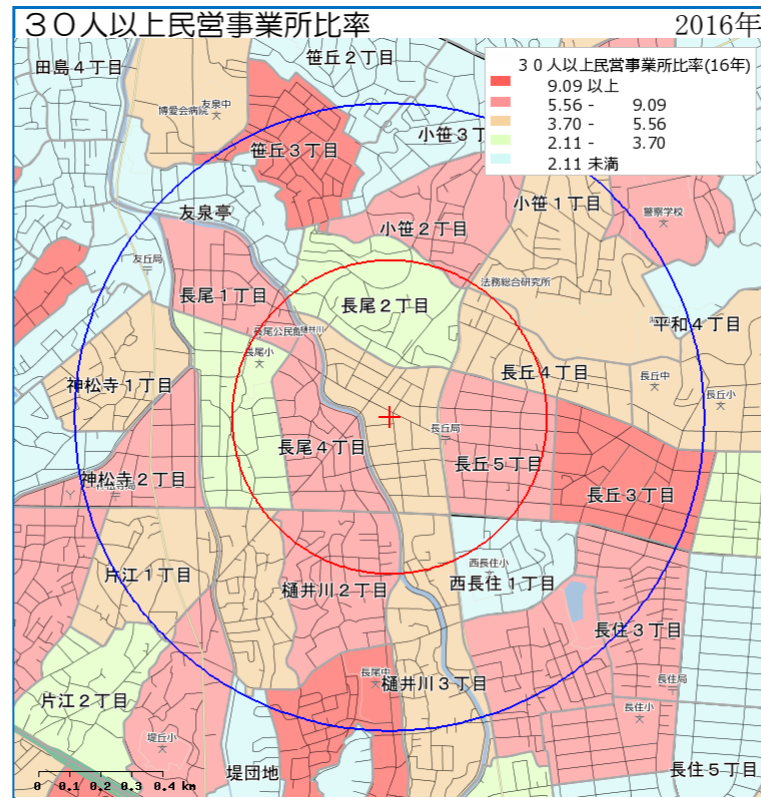 ３０人以上民営事業所比率
2016年
３０人以上民営事業所比率(16年)
9.09 以上
5.56 - 9.09
3.70 - 5.56
2.11 - 3.70
2.11 未満
笹丘２丁目
田島４丁目
友泉中
博愛会病院
小笹３丁
笹丘３丁目
小笹１丁目
友泉亭
小笹２丁目
警察学校
友丘局
法務総合研究所
長尾１丁目
長尾２丁目
平和４丁目
長尾公民館
樋井川
長尾小
長丘４丁目
長丘中
神松寺１丁目
長丘小
長丘局
長尾４丁目
長丘５丁目
神松寺２丁目
長丘３丁目
西長住小
片江１丁目
樋井川２丁目
西長住１丁目
長住３丁目
長尾中
樋井川３丁目
長住局
片江２丁目
長住小
堤丘小
堤団地
長住５丁目
0 0.1 0.2 0.3 0.4 km